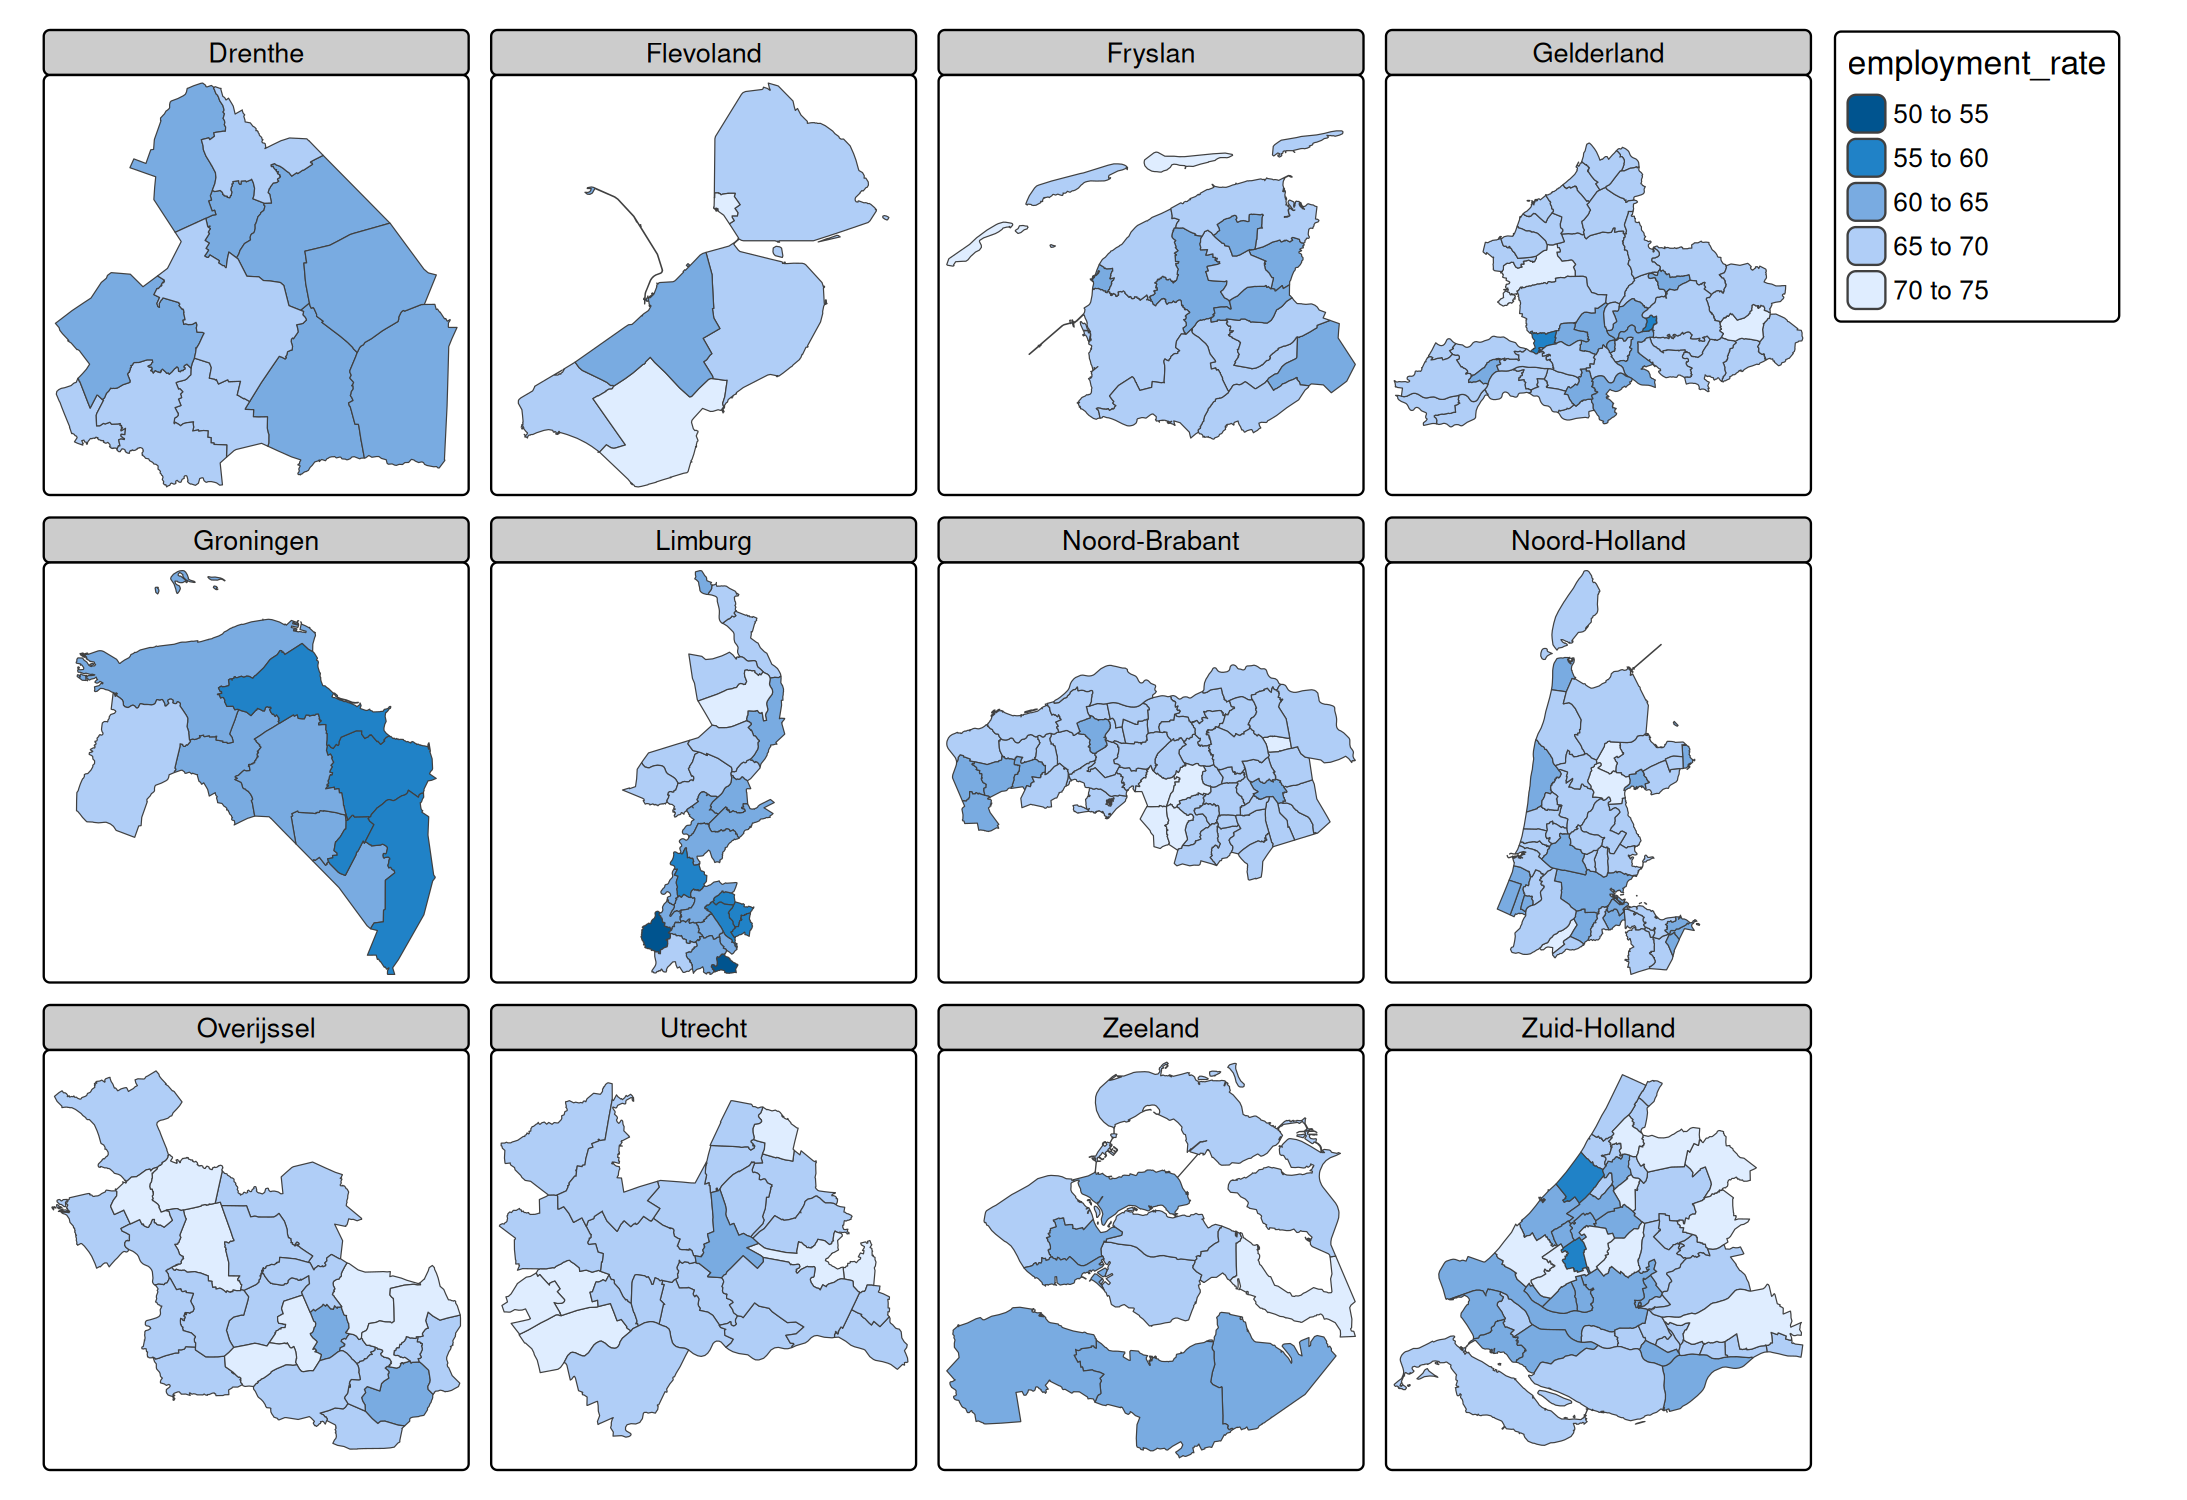 Drenthe
Flevoland
Fryslan
Gelderland
employment_rate
50 to 55
55 to 60
60 to 65
65 to 70
70 to 75
Groningen
Limburg
Noord-Brabant
Noord-Holland
Overijssel
Utrecht
Zeeland
Zuid-Holland